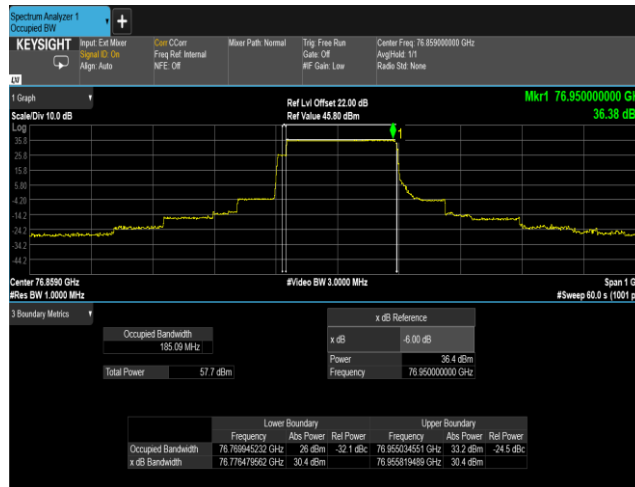 Spectrum Analyzer 1
Occupied BW
+
KEYSIGHT
Input: Ext Mixer
Signal ID: On
Align: Auto
Corr CCorr
Freq Ref: Internal
NFE: Off
Mixer Path: Normal
Trig: Free Run
Gate: Off
#IF Gain: Low
Center Freq: 76.859000000 GHz
Avg|Hold: 1/1
Radio Std: None
LXI
1 Graph
Scale/Div 10.0 dB
Ref Lvl Offset 22.00 dB
Ref Value 45.80 dBm
Mkr1 76.950000000 GH
36.38 dB
Log
35.8
25.8
15.8
5.80
-4.20
-14.2
-24.2
-34.2
-44.2
1
Center 76.8590 GHz
#Res BW 1.0000 MHz
#Video BW 3.0000 MHz
Span 1 G
#Sweep 60.0 s (1001 p
3 Boundary Metrics
Occupied Bandwidth
185.09 MHz
Total Power 57.7 dBm
x dB Reference
x dB -6.00 dB
Power 36.4 dBm
Frequency 76.950000000 GHz
Lower Boundary Upper Boundary
Frequency Abs Power Rel Power Frequency Abs Power Rel Power
Occupied Bandwidth 76.769945232 GHz 26 dBm -32.1 dBc 76.955034551 GHz 33.2 dBm -24.5 dBc
x dB Bandwidth 76.776479562 GHz 30.4 dBm 76.955819489 GHz 30.4 dBm